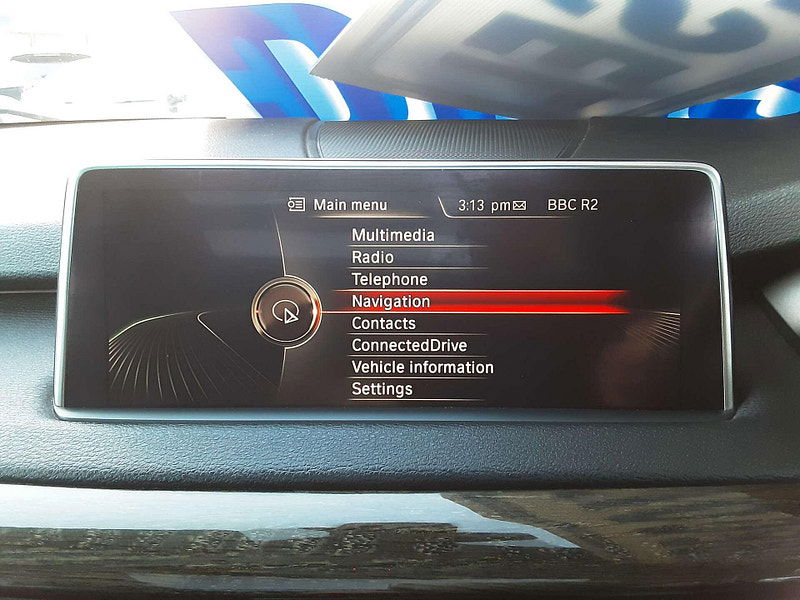 Main menu 3:13 pm BBC R2
Multimedia
Radio
Telephone
Navigation
Contacts
ConnectedDrive
Vehicle information
Settings